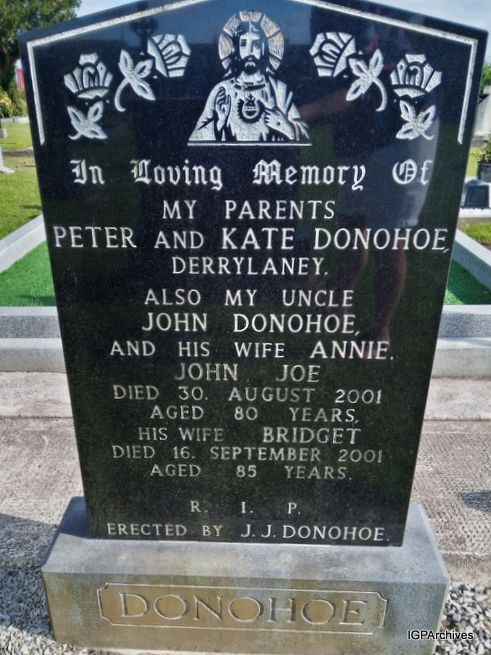 In Loving Memory Of
MY PARENTS
PETER AND KATE DONOHOE,
DERRYLANEY.
ALSO MY UNCLE
JOHN DONOHOE,
AND HIS WIFE ANNIE.
JOHN JOE
DIED 30. AUGUST 2001
AGED 80 YEARS,
HIS WIFE BRIDGET
DIED 16. SEPTEMBER 2001
AGED 85 YEARS.
R. I. P.
ERECTED BY J. J. DONOHOE.
DONOHOE
IGPArchives